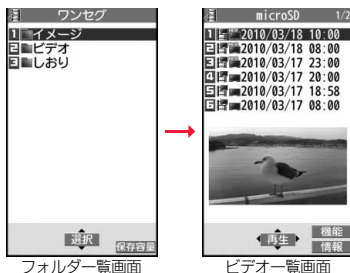 ワンセグ
1 イメージ
2 ビデオ
3 しおり
選択
保存容量
フォルダ一覧画面
microSD 1/2
1 2010/03/18 10:00
2 2010/03/18 08:00
3 2010/03/17 23:00
4 2010/03/17 20:00
5 2010/03/17 18:58
6 2010/03/17 08:00
再生 機能
情報
ビデオ一覧画面